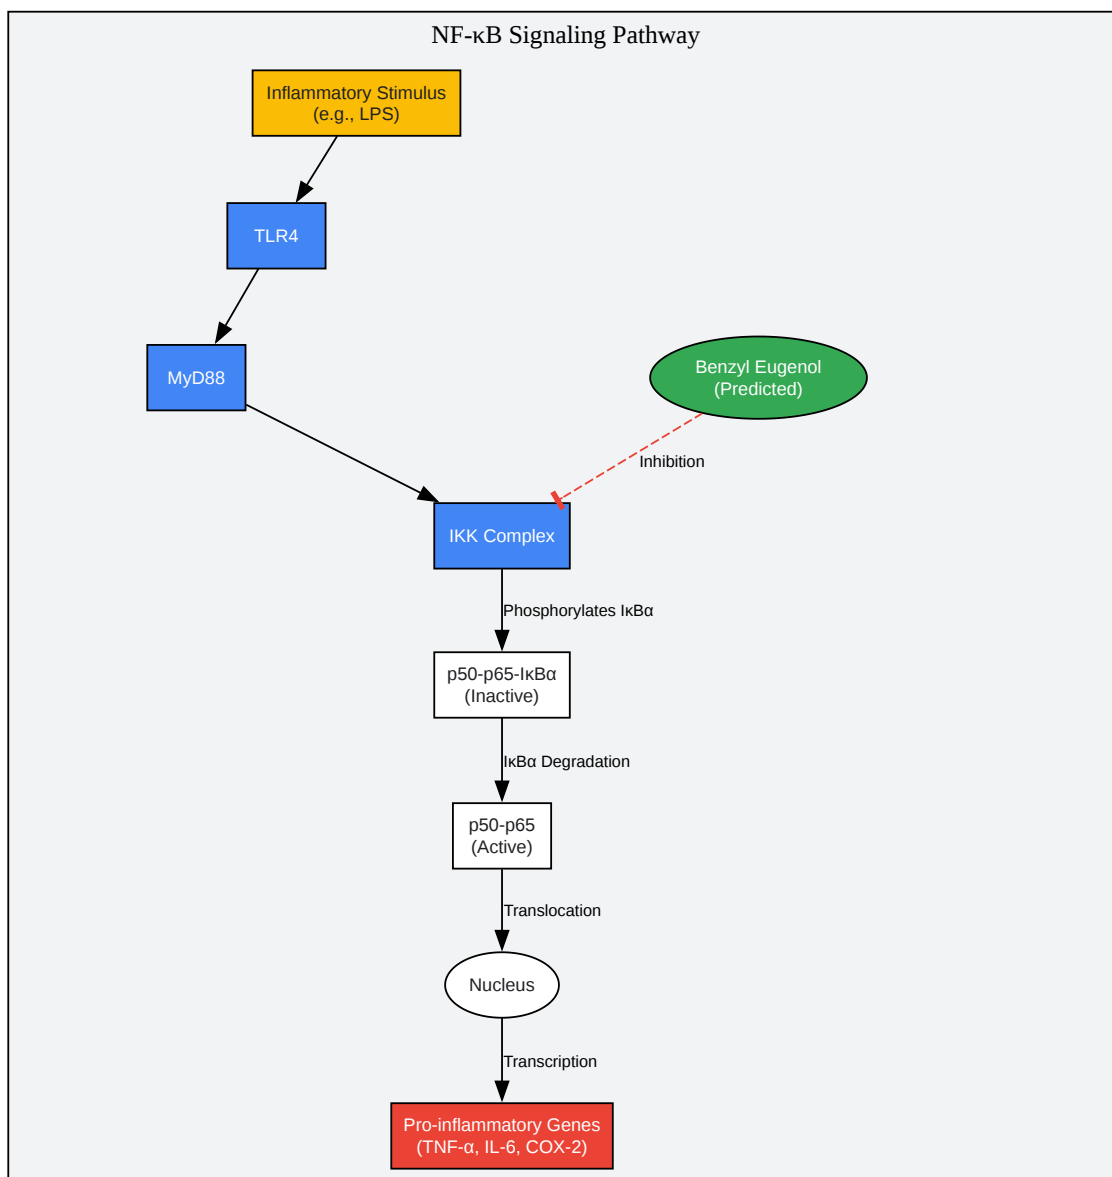 NF-κB Signaling Pathway
Inflammatory Stimulus
(e.g., LPS)
TLR4
MyD88
Benzyl Eugenol
(Predicted)
Inhibition
IKK Complex
Phosphorylates IκBα
p50-p65-IκBα
(Inactive)
IκBα Degradation
p50-p65
(Active)
Translocation
Nucleus
Transcription
Pro-inflammatory Genes
(TNF-α, IL-6, COX-2)